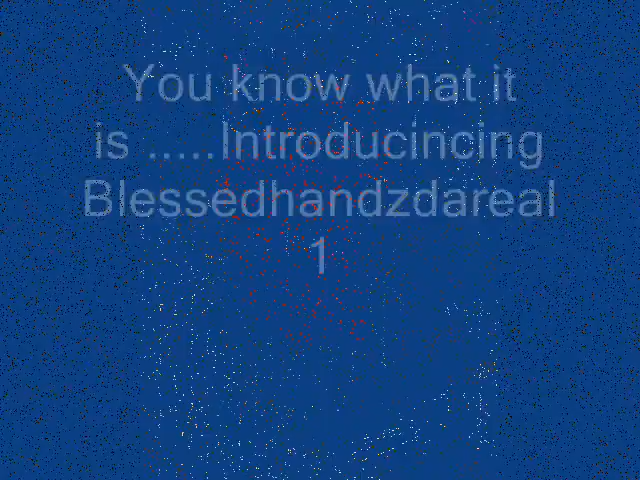 You know what it
is .....Introducincing
Blessedhandzdareal
1